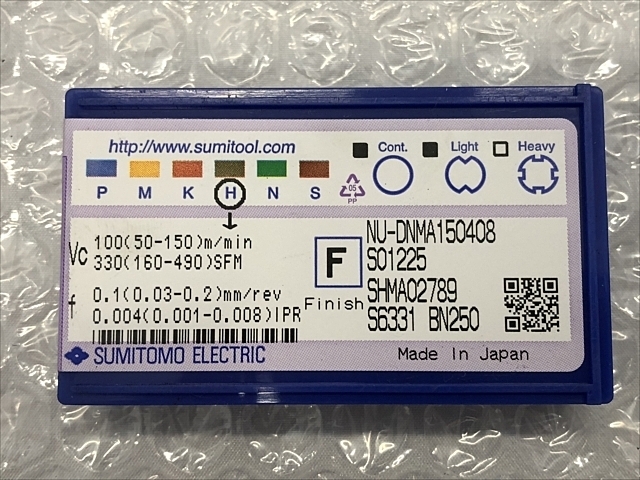 http://www.sumitool.com
Cont. Light Heavy
P M K H N S
05
PP
Vc 100(50-150)m/min
330(160-490)SFM
f 0.1(0.03-0.2)mm/rev
0.004(0.001-0.008)IPR
F
Finish
NU-DNMA150408
S01225
SHMA02789
S6331 BN250
SUMITOMO ELECTRIC
Made In Japan